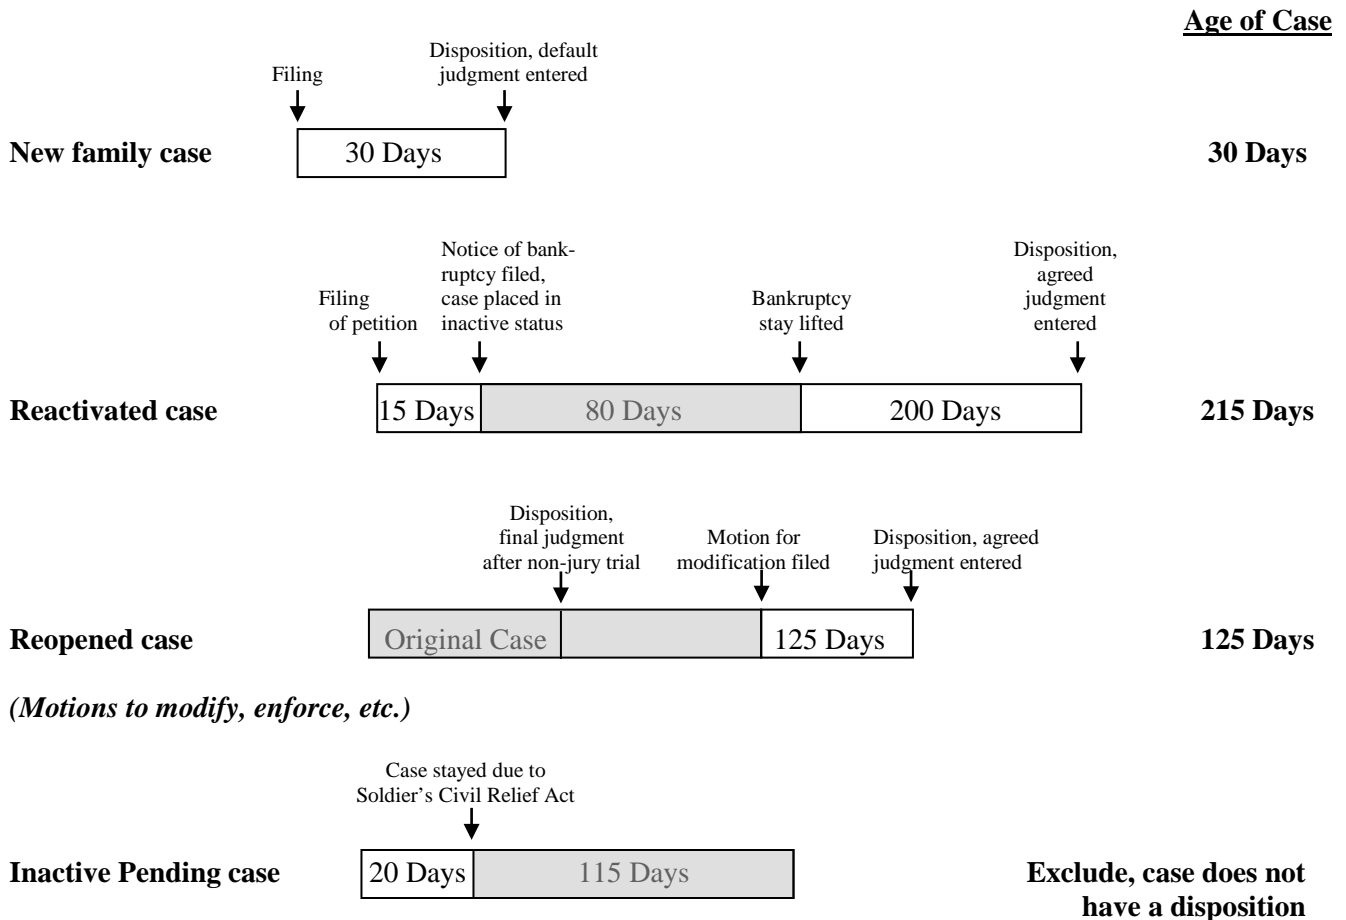 Age of Case
Filing
Disposition, default
judgment entered
New family case
30 Days
30 Days
Filing
of petition
Notice of bank-
ruptcy filed,
case placed in
inactive status
Bankruptcy
stay lifted
Disposition,
agreed
judgment
entered
Reactivated case
15 Days
80 Days
200 Days
215 Days
Disposition,
final judgment
after non-jury trial
Motion for
modification filed
Disposition, agreed
judgment entered
Reopened case
Original Case
125 Days
125 Days
(Motions to modify, enforce, etc.)
Case stayed due to
Soldier’s Civil Relief Act
Inactive Pending case
20 Days
115 Days
Exclude, case does not
have a disposition